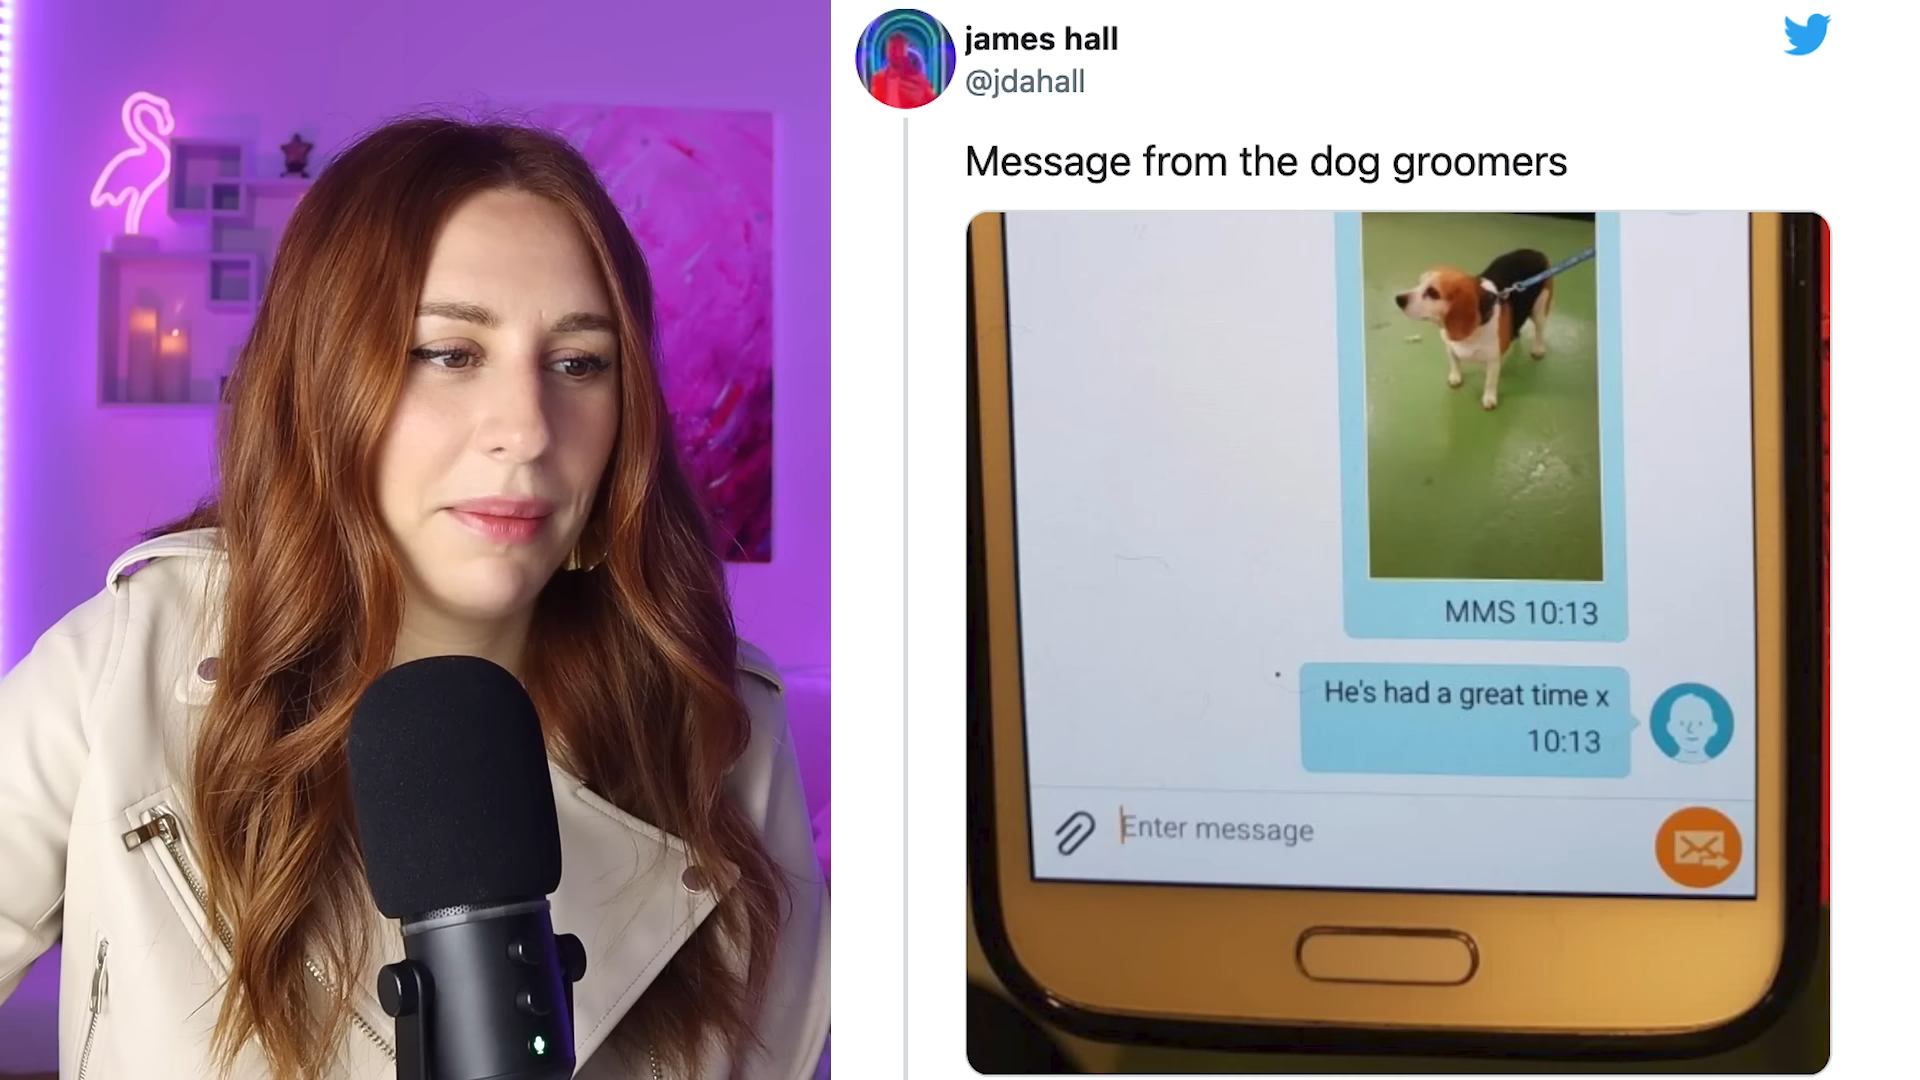 james hall
@jdahall
Message from the dog groomers
MMS 10:13
He's had a great time x
10:13
Enter message